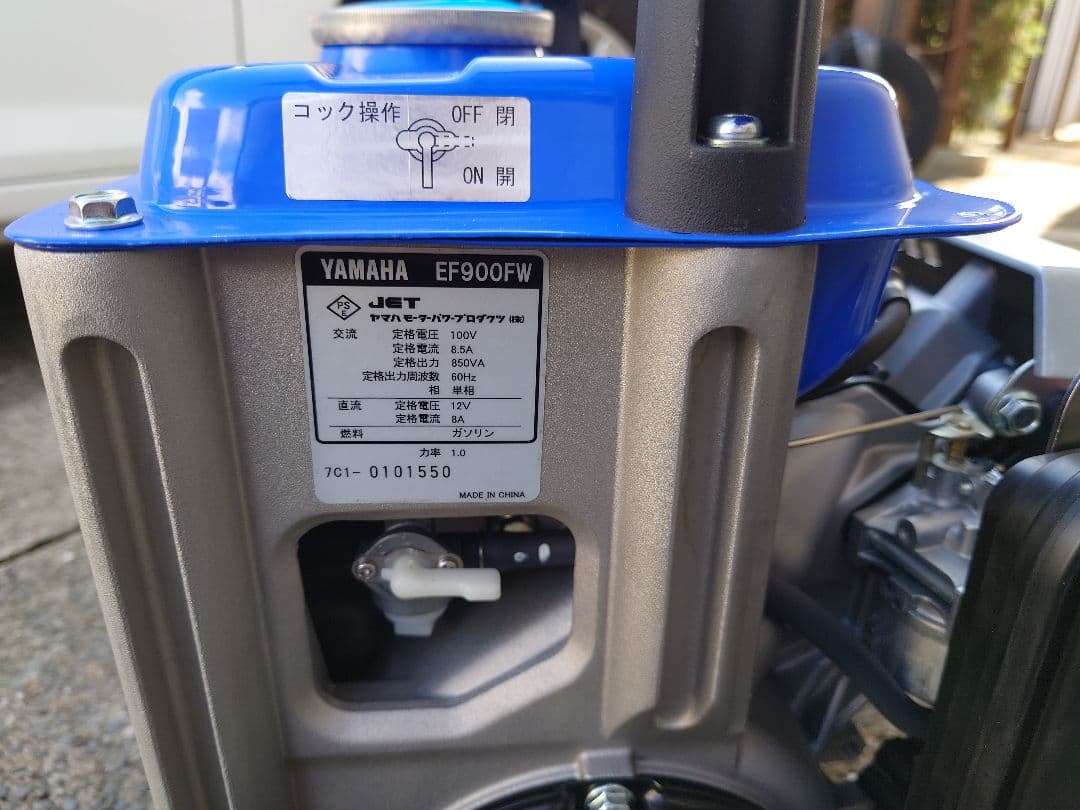 コック操作 OFF 閉
ON 開
YAMAHA EF900FW
PS E JET
ヤマハモーターパワープロダクツ(株)
交流 定格電圧 100V
定格電流 8.5A
定格出力 850VA
定格出力周波数 60Hz
相 単相
直流 定格電圧 12V
定格電流 8A
燃料 ガソリン
力率 1.0
7C1-0101550
MADE IN CHINA